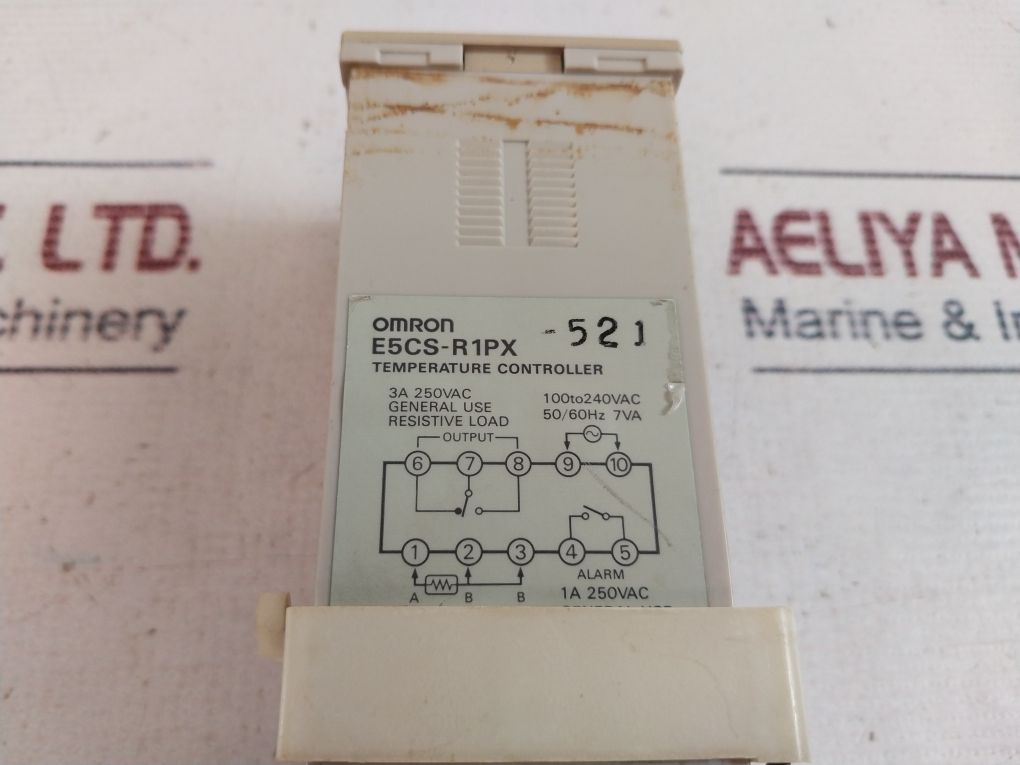 LTD.
AELIYA M
chinery
Marine & In
OMRON
-521
E5CS-R1PX
TEMPERATURE CONTROLLER
3A 250VAC
GENERAL USE
RESISTIVE LOAD
100to240VAC
50/60Hz 7VA
OUTPUT
6 7 8 9 10
1 2 3 4 5
A B B
ALARM
1A 250VAC